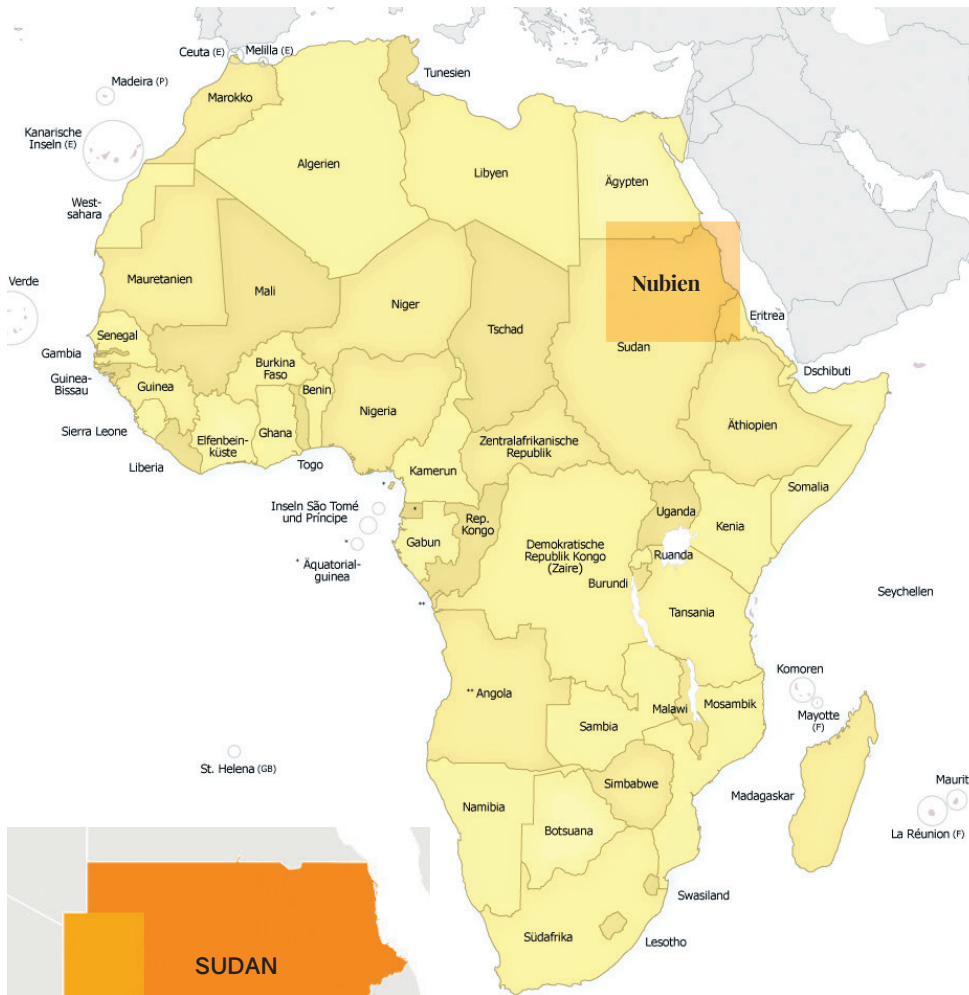 Ceuta (E)
Melilla (E)
Tunesien
Madeira (P)
Marokko
Kanarische
Inseln (E)
Algerien
Libyen
Ägypten
West-
sahara
Verde
Mauretanien
Mali
Niger
Tschad
Nubien
Sudan
Eritrea
Senegal
Gambia
Guinea-
Bissau
Guinea
Burkina
Faso
Benin
Nigeria
Dschibuti
Sierra Leone
Elfenbein-
küste
Ghana
Liberia
Togo
Kamerun
Zentralafrikanische
Republik
Äthiopien
Somalia
Inseln São Tomé
und Príncipe
Rep.
Kongo
Gabun
Uganda
Kenia
* Äquatorial-
guinea
Demokratische
Republik Kongo
(Zaire)
Ruanda
Burundi
Tansania
Seychellen
** Angola
Komoren
Mayotte
(F)
Malawi
Mosambik
Sambia
St. Helena (GB)
Simbabwe
Madagaskar
Maurit
La Réunion (F)
Namibia
Botsuana
Swasiland
Südafrika
Lesotho
SUDAN